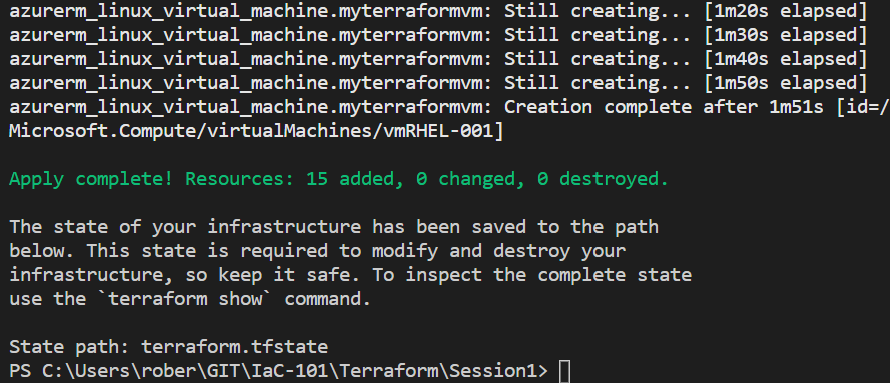 azurerm_linux_virtual_machine.myterraformvm: Still creating... [1m20s elapsed]
azurerm_linux_virtual_machine.myterraformvm: Still creating... [1m30s elapsed]
azurerm_linux_virtual_machine.myterraformvm: Still creating... [1m40s elapsed]
azurerm_linux_virtual_machine.myterraformvm: Still creating... [1m50s elapsed]
azurerm_linux_virtual_machine.myterraformvm: Creation complete after 1m51s [id=/
Microsoft.Compute/virtualMachines/vmRHEL-001]
Apply complete! Resources: 15 added, 0 changed, 0 destroyed.
The state of your infrastructure has been saved to the path
below. This state is required to modify and destroy your
infrastructure, so keep it safe. To inspect the complete state
use the `terraform show` command.
State path: terraform.tfstate
PS C:\Users\rober\GIT\IaC-101\Terraform\Session1>